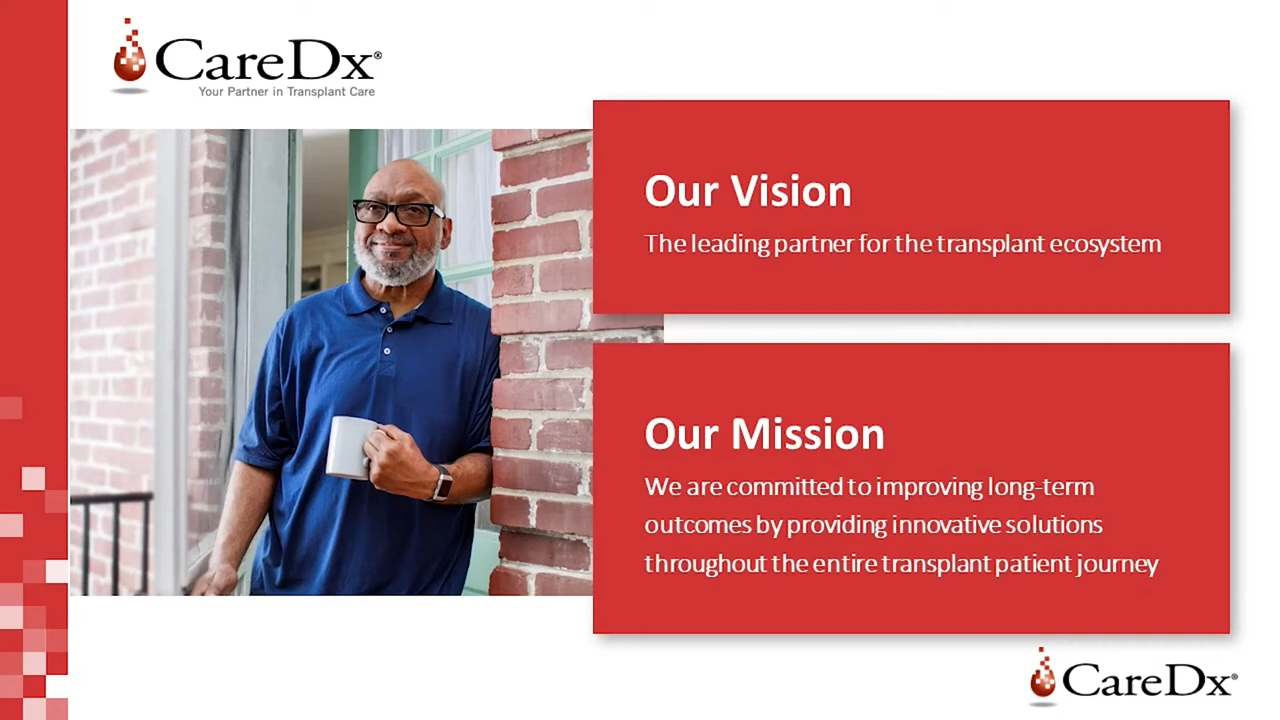 CareDx®
Your Partner in Transplant Care
Our Vision
The leading partner for the transplant ecosystem
Our Mission
We are committed to improving long-term
outcomes by providing innovative solutions
throughout the entire transplant patient journey
CareDx®